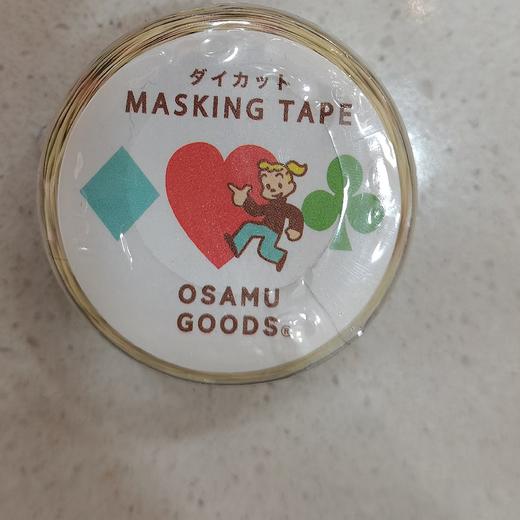 ダイカット
MASKING TAPE
OSAMU
GOODS®